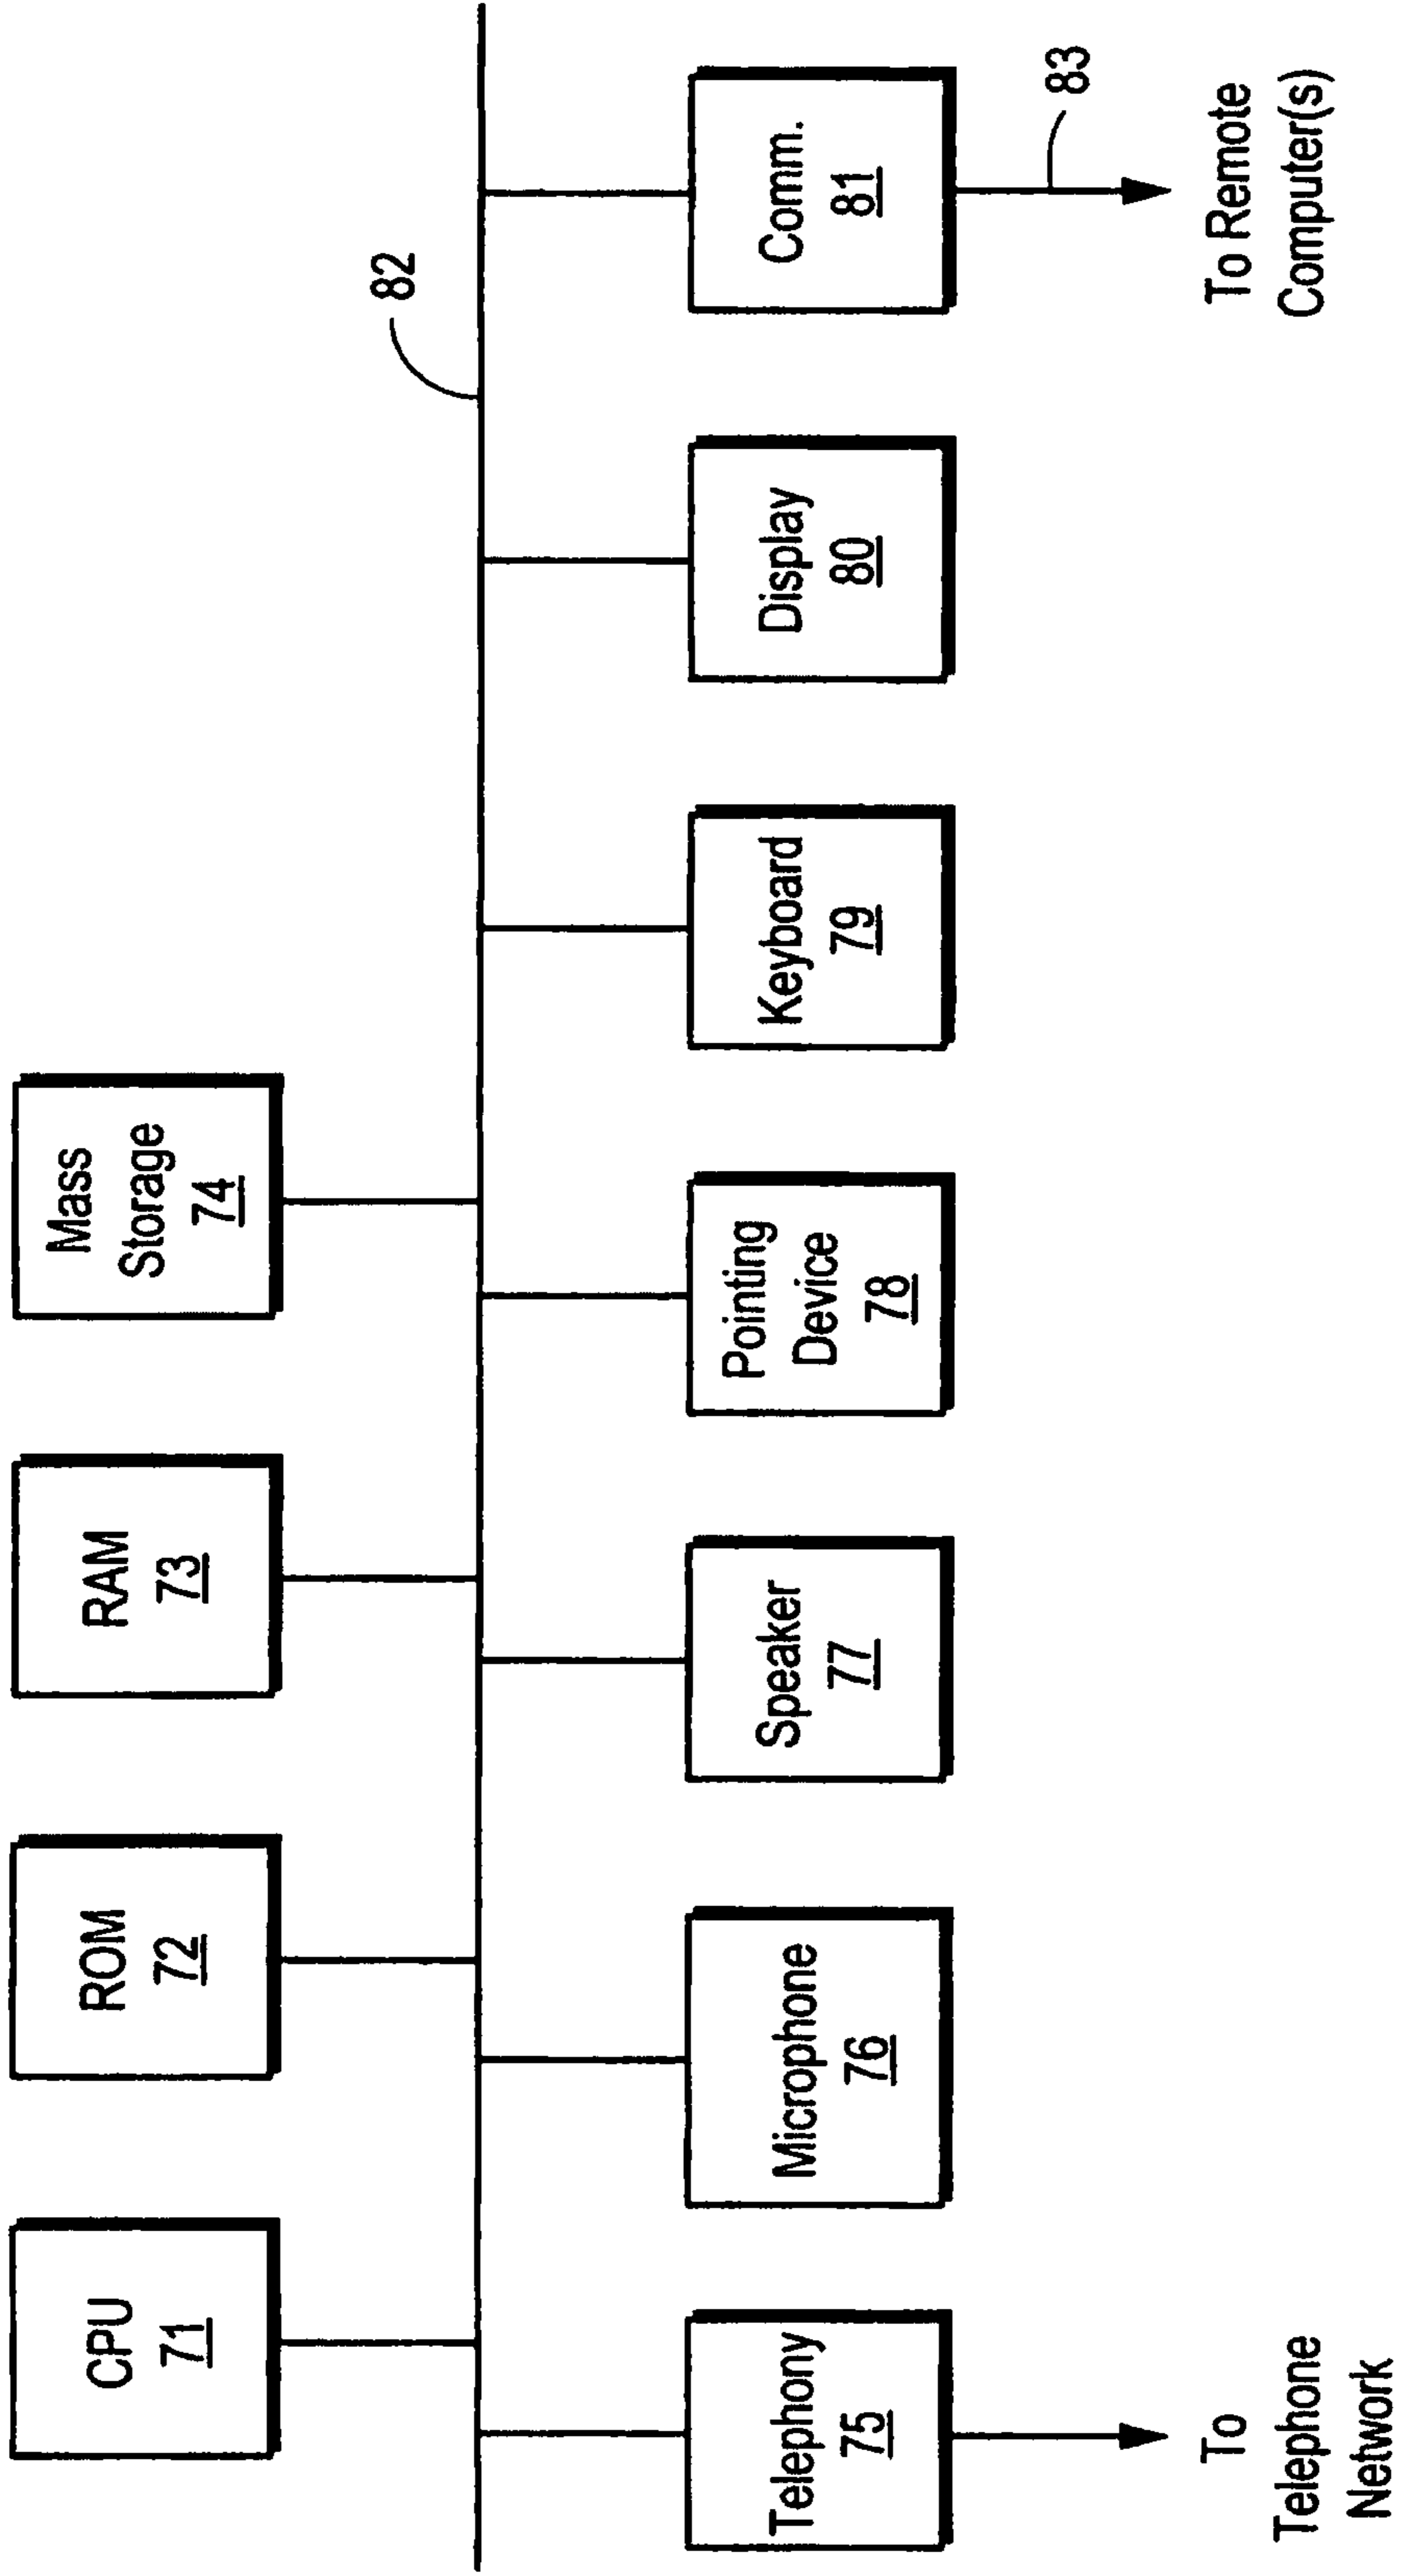 CPU
71
ROM
72
RAM
73
Mass
Storage
74
82
Telephony
75
Microphone
76
Speaker
77
Pointing
Device
78
Keyboard
79
Display
80
Comm.
81
83
To
Telephone
Network
To Remote
Computer(s)